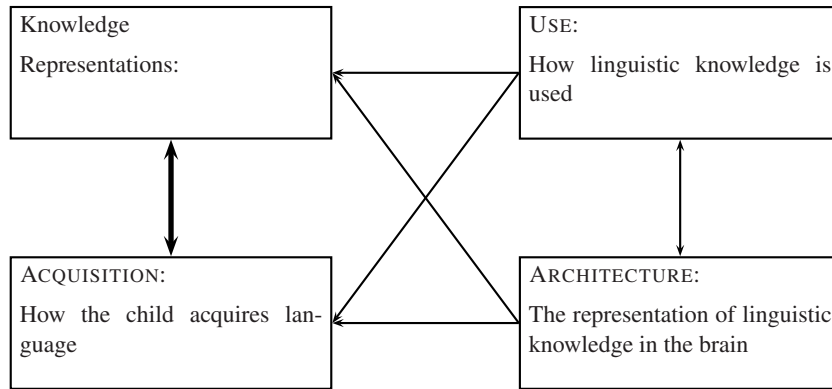 Knowledge
Representations:
USE:
How linguistic knowledge is
used
ACQUISITION:
How the child acquires lan-
guage
ARCHITECTURE:
The representation of linguistic
knowledge in the brain